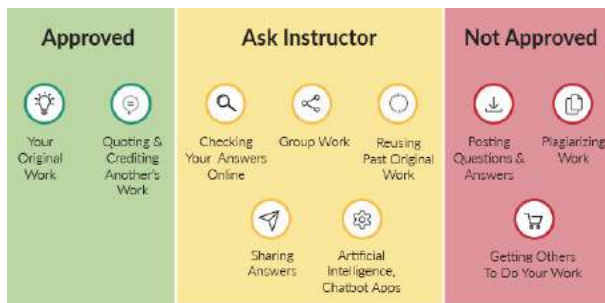 Approved
Your
Original
Work
Quoting &
Crediting
Another's
Work
Ask Instructor
Checking
Your Answers
Online
Group Work
Reusing
Past Original
Work
Sharing
Answers
Artificial
Intelligence,
Chatbot Apps
Not Approved
Posting
Questions &
Answers
Plagiarizing
Work
Getting Others
To Do Your Work